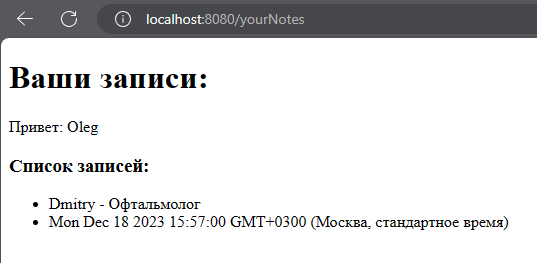 localhost:8080/yourNotes
Ваши записи:
Привет: Oleg
Список записей:
Dmitry - Офтальмолог
Mon Dec 18 2023 15:57:00 GMT+0300 (Москва, стандартное время)